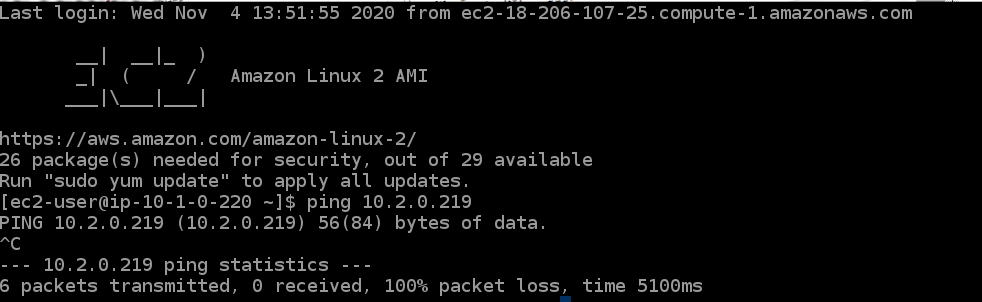 Last login: Wed Nov  4 13:51:55 2020 from ec2-18-206-107-25.compute-1.amazonaws.com
       __|  __|_  )
       _|  (     /   Amazon Linux 2 AMI
      ___|\___|___|
https://aws.amazon.com/amazon-linux-2/
26 package(s) needed for security, out of 29 available
Run "sudo yum update" to apply all updates.
[ec2-user@ip-10-1-0-220 ~]$ ping 10.2.0.219
PING 10.2.0.219 (10.2.0.219) 56(84) bytes of data.
^C
--- 10.2.0.219 ping statistics ---
6 packets transmitted, 0 received, 100% packet loss, time 5100ms